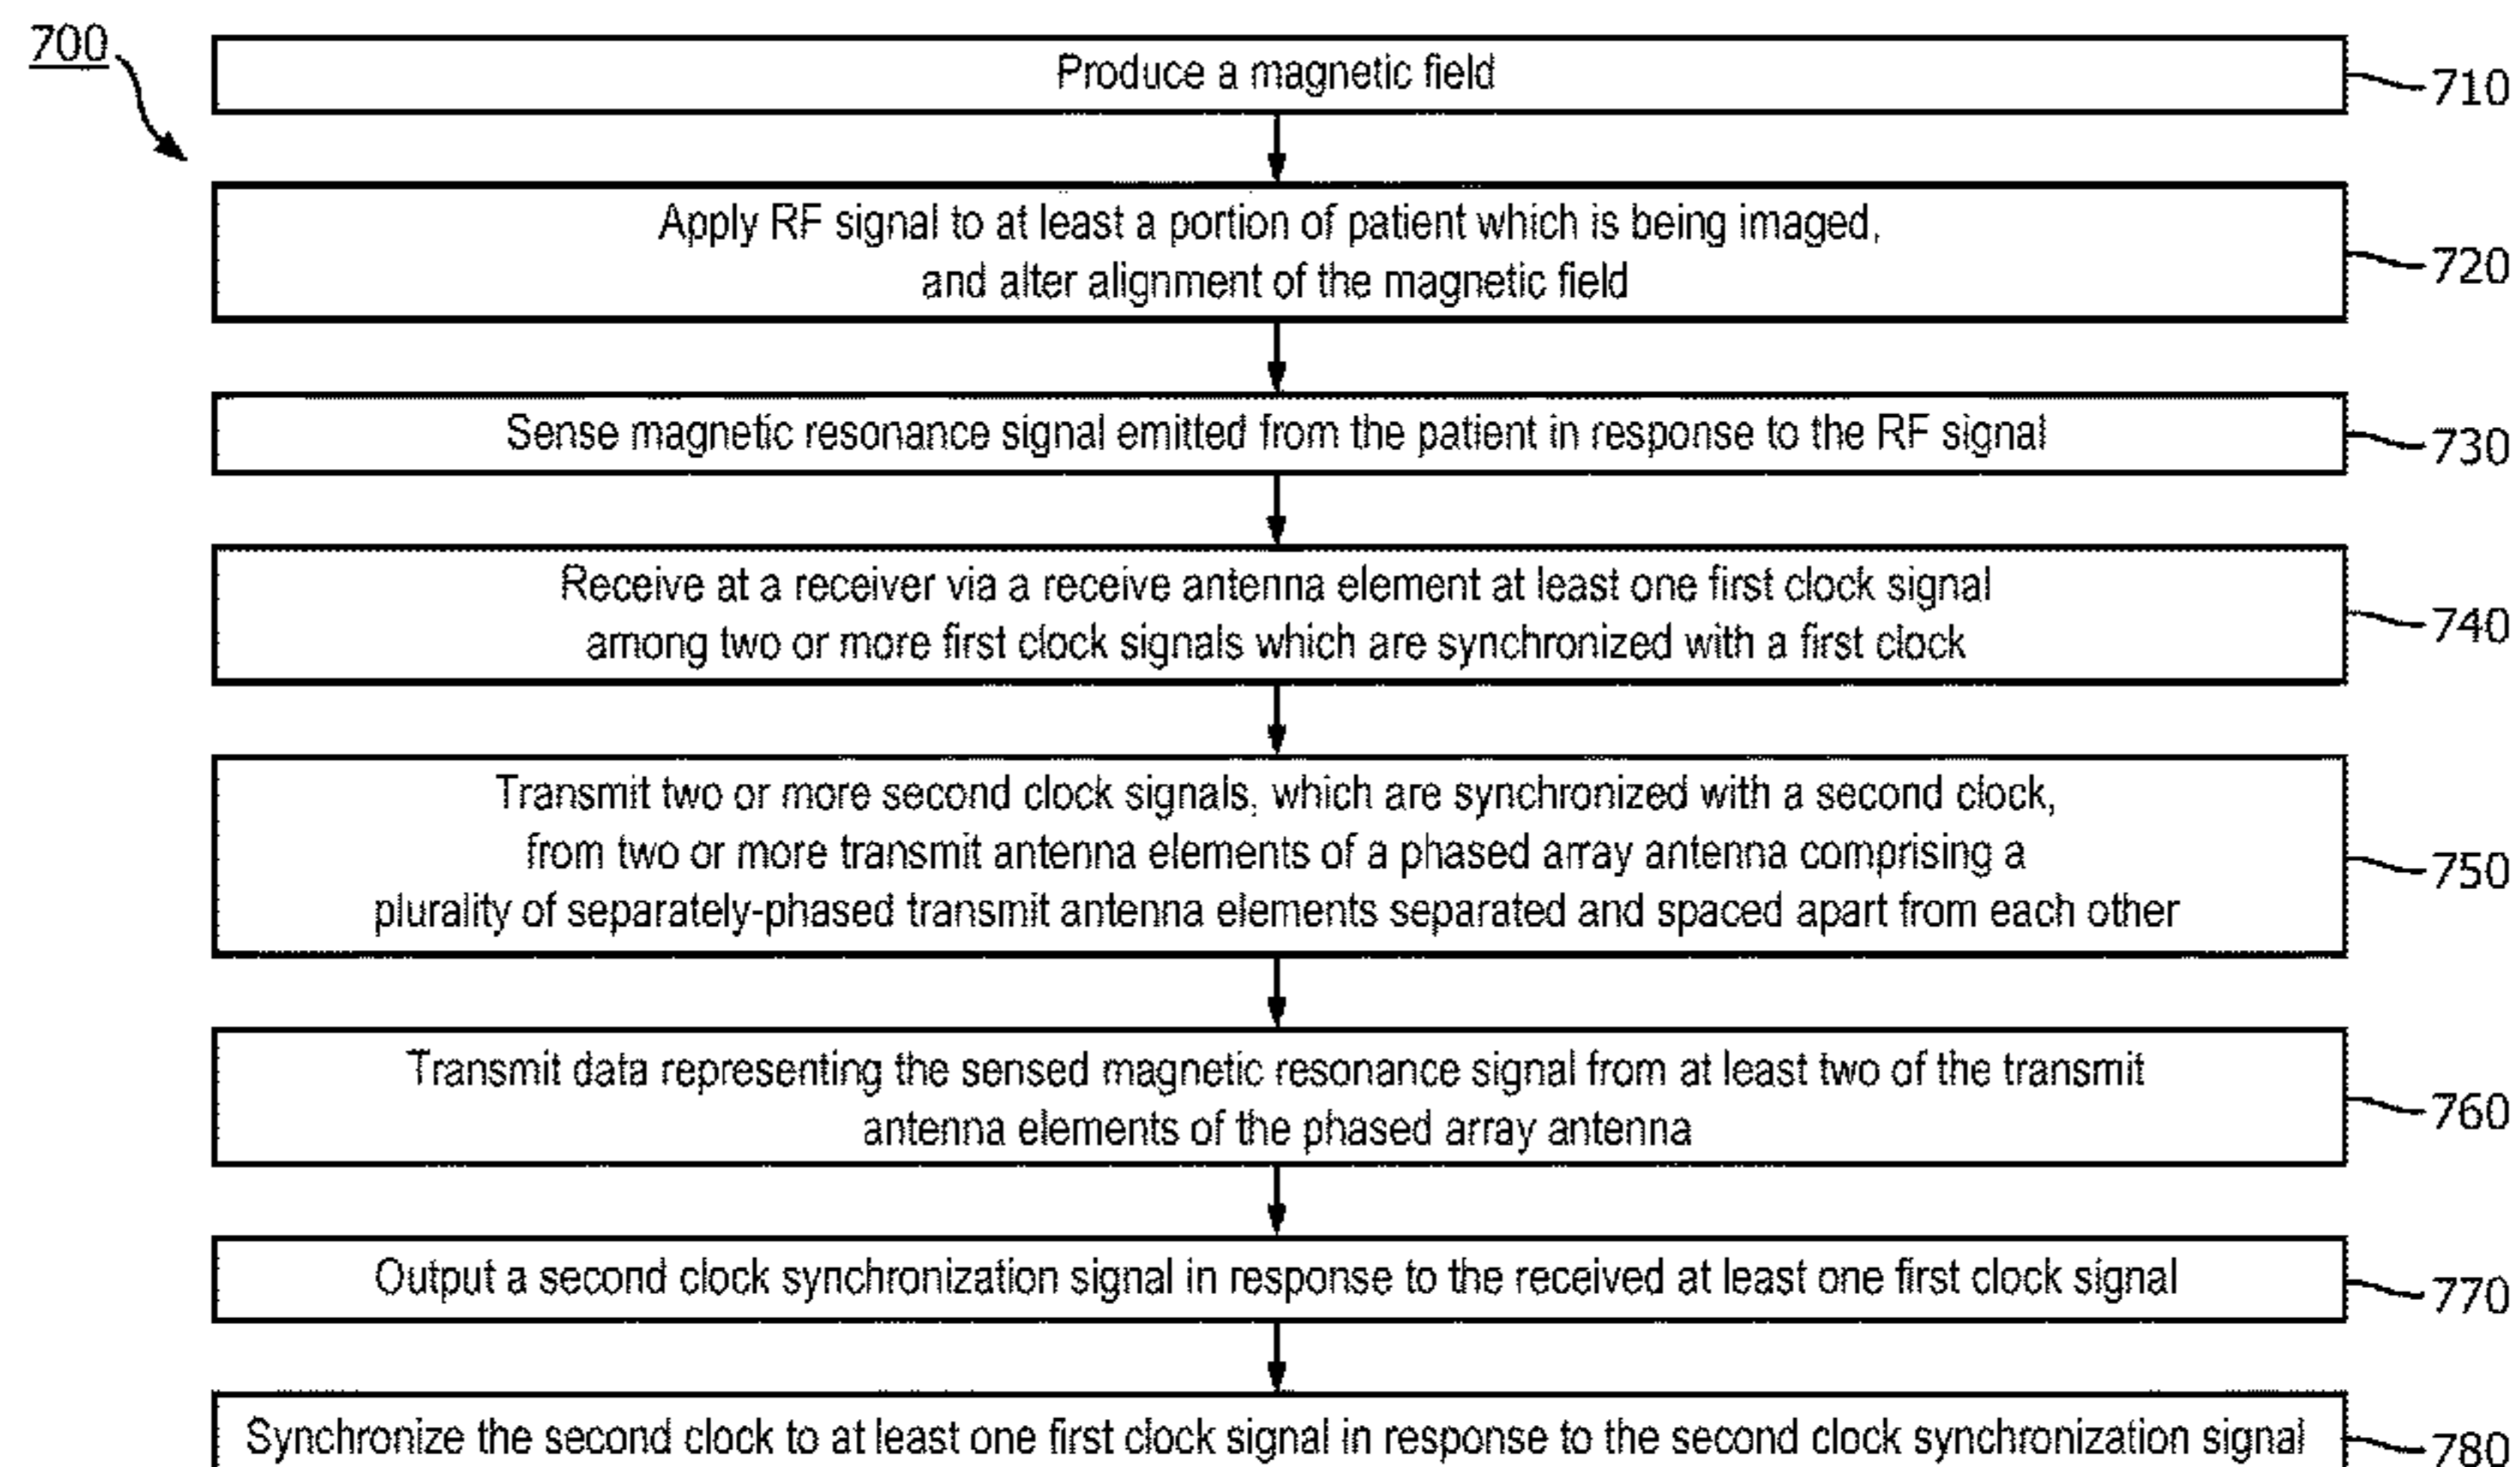 700
Produce a magnetic field
710
Apply RF signal to at least a portion of patient which is being imaged,
and alter alignment of the magnetic field
720
Sense magnetic resonance signal emitted from the patient in response to the RF signal
730
Receive at a receiver via a receive antenna element at least one first clock signal
among two or more first clock signals which are synchronized with a first clock
740
Transmit two or more second clock signals, which are synchronized with a second clock,
from two or more transmit antenna elements of a phased array antenna comprising a
plurality of separately-phased transmit antenna elements separated and spaced apart from each other
750
Transmit data representing the sensed magnetic resonance signal from at least two of the transmit
antenna elements of the phased array antenna
760
Output a second clock synchronization signal in response to the received at least one first clock signal
770
Synchronize the second clock to at least one first clock signal in response to the second clock synchronization signal
780